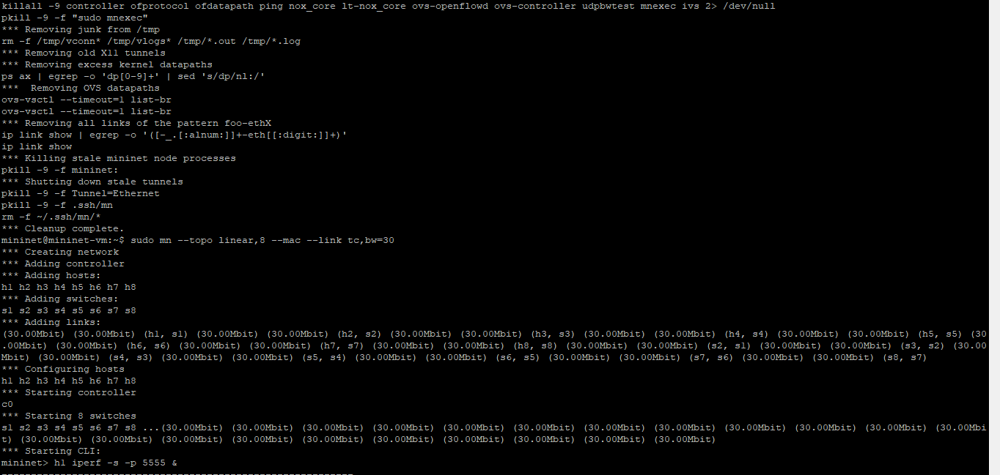 killall -9 controller ofprotocol ofdatapath ping nox_core lt-nox_core ovs-openflowd ovs-controller udpbwtest mnexec ivs 2> /dev/null
pkill -9 -f "sudo mnexec"
*** Removing junk from /tmp
rm -f /tmp/vconn* /tmp/vlogs* /tmp/*.out /tmp/*.log
*** Removing old X11 tunnels
*** Removing excess kernel datapaths
ps ax | egrep -o 'dp[0-9]+' | sed 's/dp/nl:/'
***  Removing OVS datapaths
ovs-vsctl --timeout=1 list-br
ovs-vsctl --timeout=1 list-br
*** Removing all links of the pattern foo-ethX
ip link show | egrep -o '([-_.[:alnum:]]+-eth[[:digit:]]+)'
ip link show
*** Killing stale mininet node processes
pkill -9 -f mininet:
*** Shutting down stale tunnels
pkill -9 -f Tunnel=Ethernet
pkill -9 -f .ssh/mn
rm -f ~/.ssh/mn/*
*** Cleanup complete.
mininet@mininet-vm:~$ sudo mn --topo linear,8 --mac --link tc,bw=30
*** Creating network
*** Adding controller
*** Adding hosts:
h1 h2 h3 h4 h5 h6 h7 h8
*** Adding switches:
s1 s2 s3 s4 s5 s6 s7 s8
*** Adding links:
(30.00Mbit) (30.00Mbit) (h1, s1) (30.00Mbit) (30.00Mbit) (h2, s2) (30.00Mbit) (30.00Mbit) (h3, s3) (30.00Mbit) (30.00Mbit) (h4, s4) (30.00Mbit) (30.00Mbit) (h5, s5) (30
.00Mbit) (30.00Mbit) (h6, s6) (30.00Mbit) (30.00Mbit) (h7, s7) (30.00Mbit) (30.00Mbit) (h8, s8) (30.00Mbit) (30.00Mbit) (s2, s1) (30.00Mbit) (30.00Mbit) (s3, s2) (30.00
Mbit) (30.00Mbit) (s4, s3) (30.00Mbit) (30.00Mbit) (s5, s4) (30.00Mbit) (30.00Mbit) (s6, s5) (30.00Mbit) (30.00Mbit) (s7, s6) (30.00Mbit) (30.00Mbit) (s8, s7)
*** Configuring hosts
h1 h2 h3 h4 h5 h6 h7 h8
*** Starting controller
c0
*** Starting 8 switches
s1 s2 s3 s4 s5 s6 s7 s8 ...(30.00Mbit) (30.00Mbit) (30.00Mbit) (30.00Mbit) (30.00Mbit) (30.00Mbit) (30.00Mbit) (30.00Mbit) (30.00Mbit) (30.00Mbit) (30.00Mbit) (30.00Mbi
t) (30.00Mbit) (30.00Mbit) (30.00Mbit) (30.00Mbit) (30.00Mbit) (30.00Mbit) (30.00Mbit) (30.00Mbit) (30.00Mbit) (30.00Mbit)
*** Starting CLI:
mininet> h1 iperf -s -p 5555 &
------------------------------------------------------------